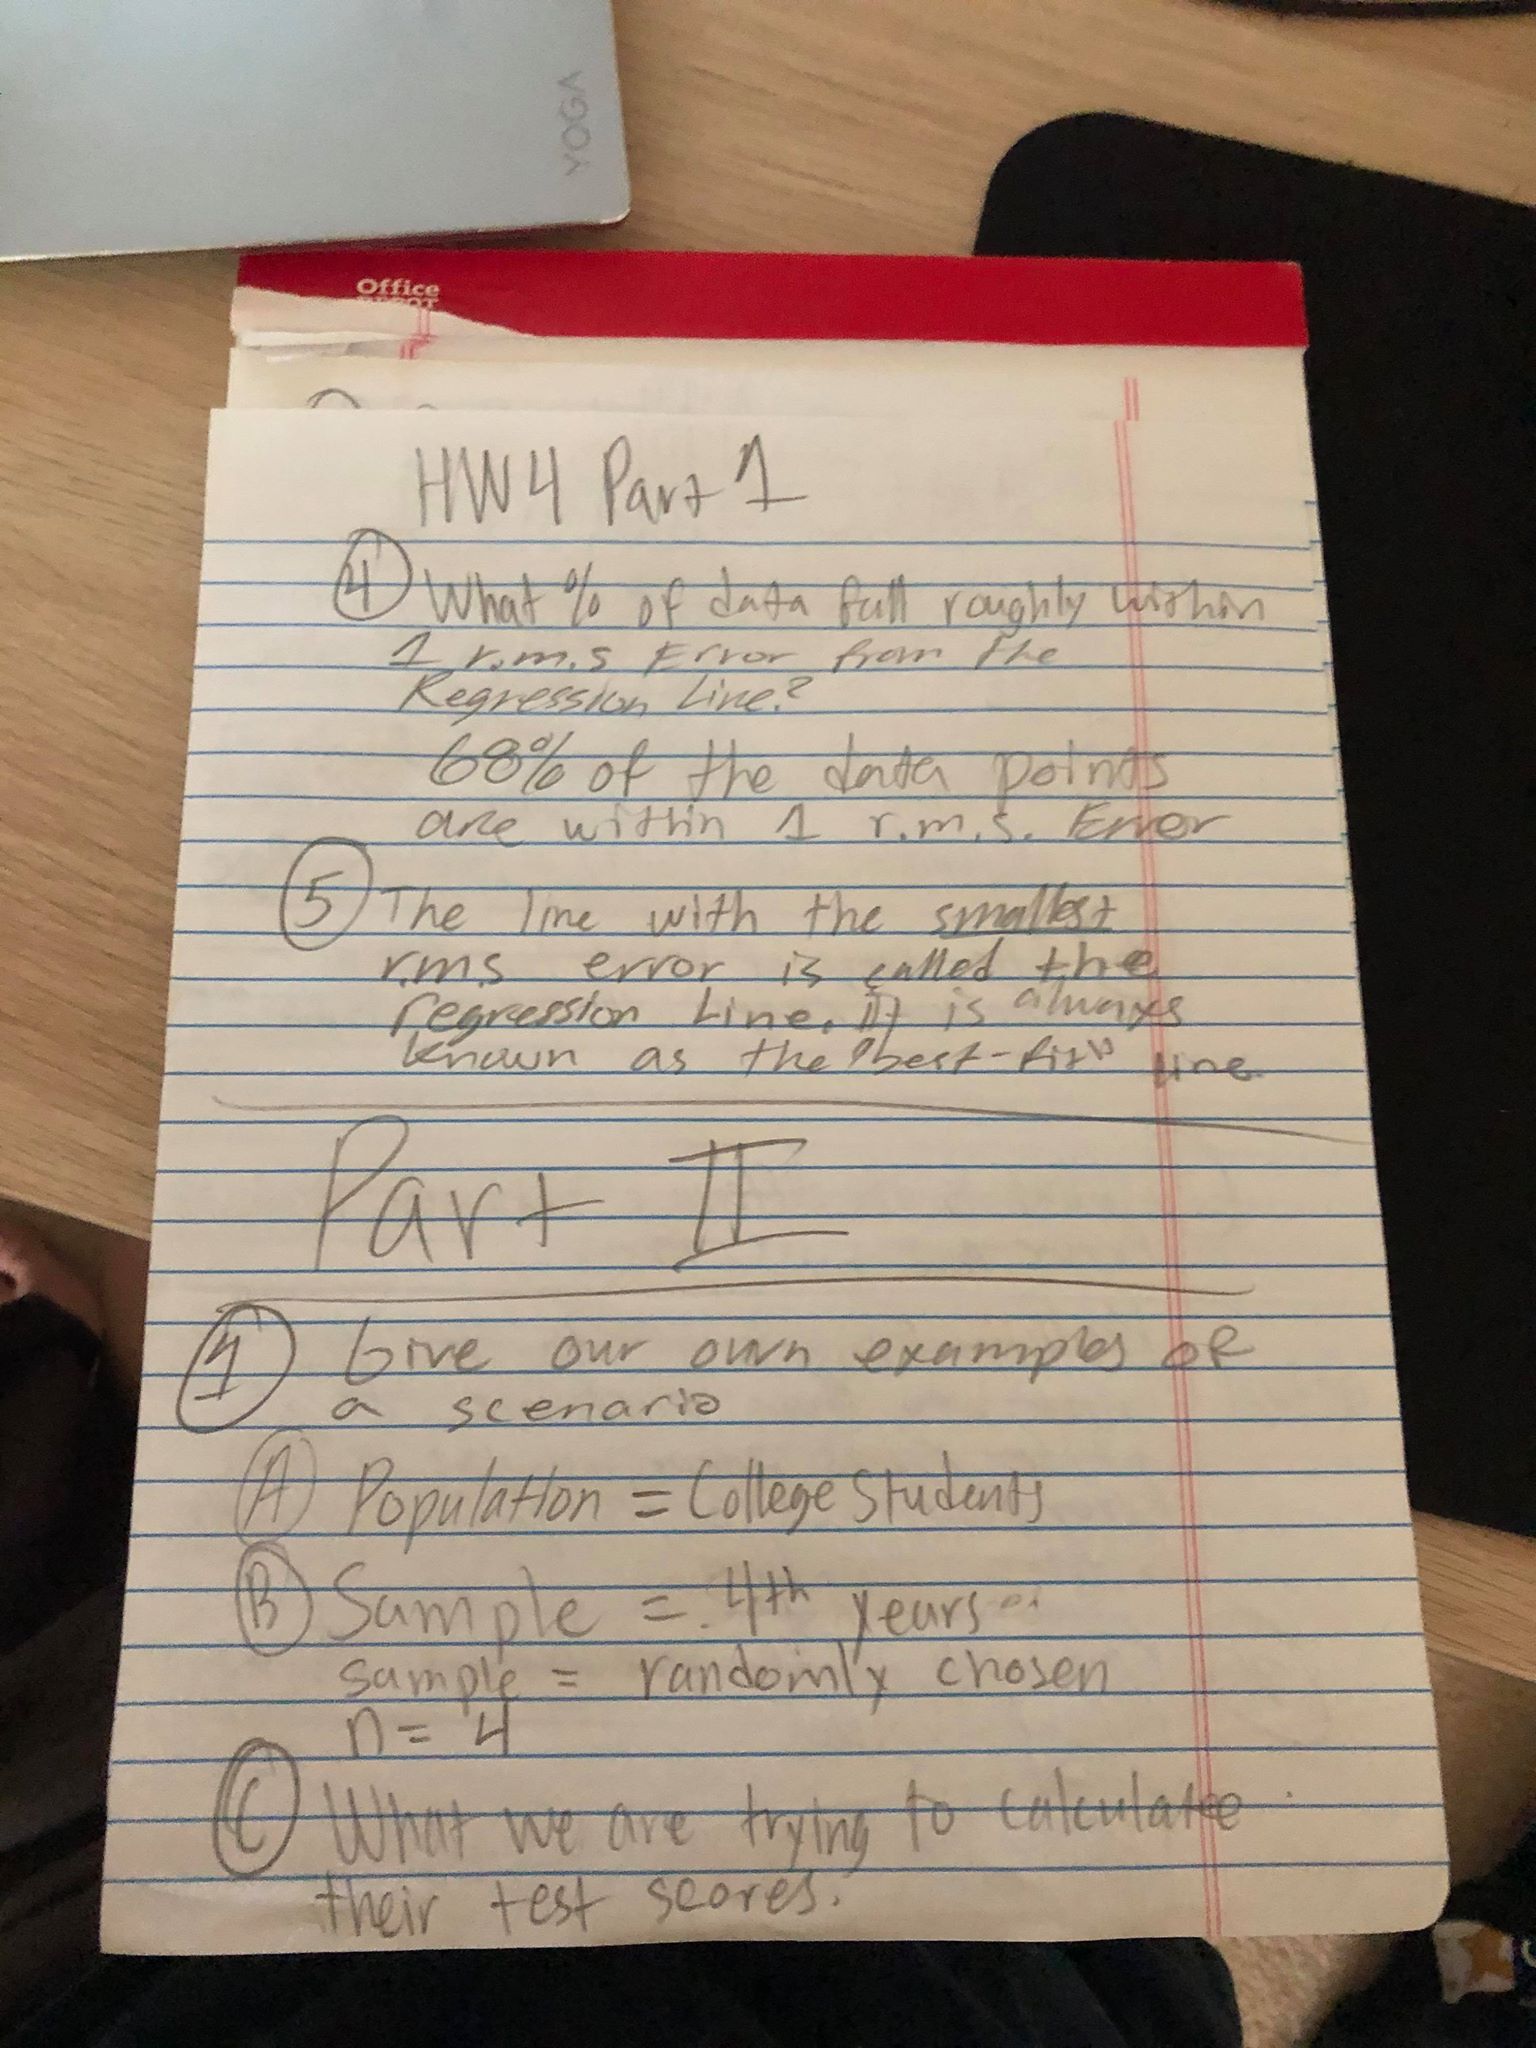 YOGA
Office
DEPOT
HW4 Part 1
4 What % of data fall roughly within
1 r.m.s Error from the
Regression Line?
68% of the data points
are within 1 r.m.s. Error
5 The line with the smallest
r.m.s error is called the
regression Line. It is always
known as the "best-fit" line
Part II
1 Give our own examples of
a scenario
A Population = College Students
B Sample = 4th years
sample = randomly chosen
n = 4
C What we are trying to calculate
their test scores.